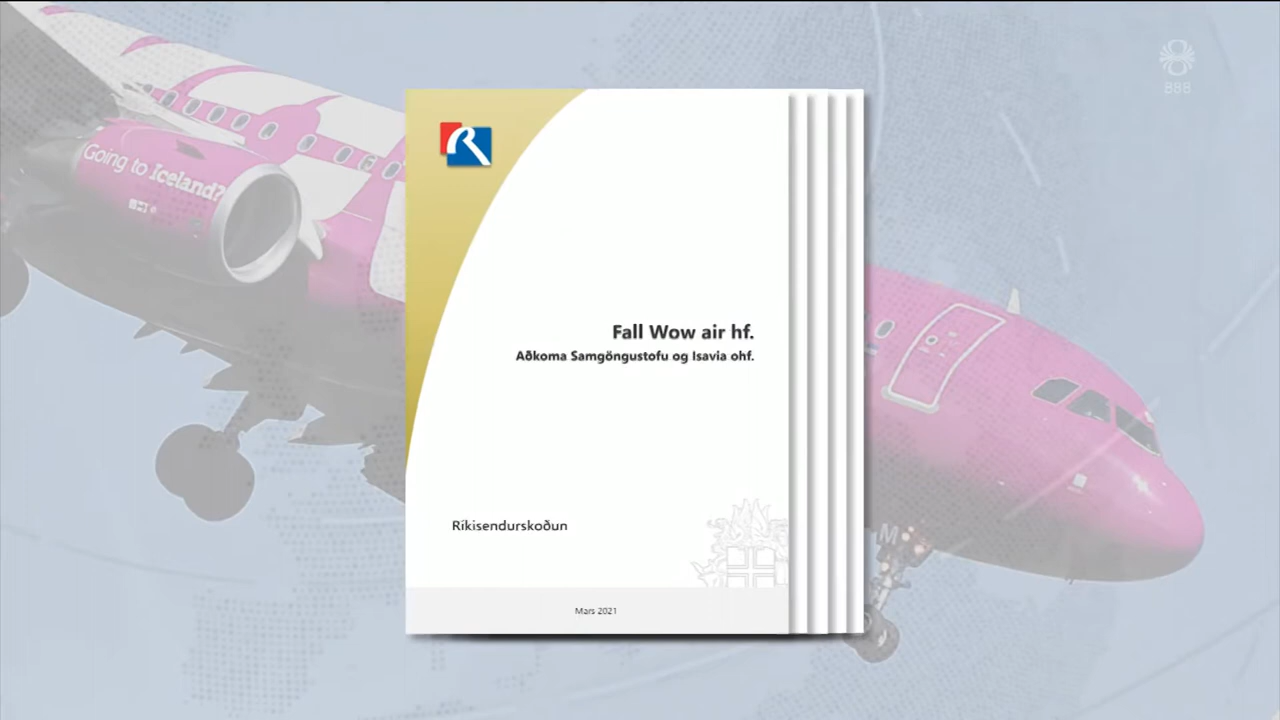 888
Going to Iceland?
Fall Wow air hf.
Aðkoma Samgöngustofu og Isavia ohf.
Ríkisendurskoðun
M
Mars 2021